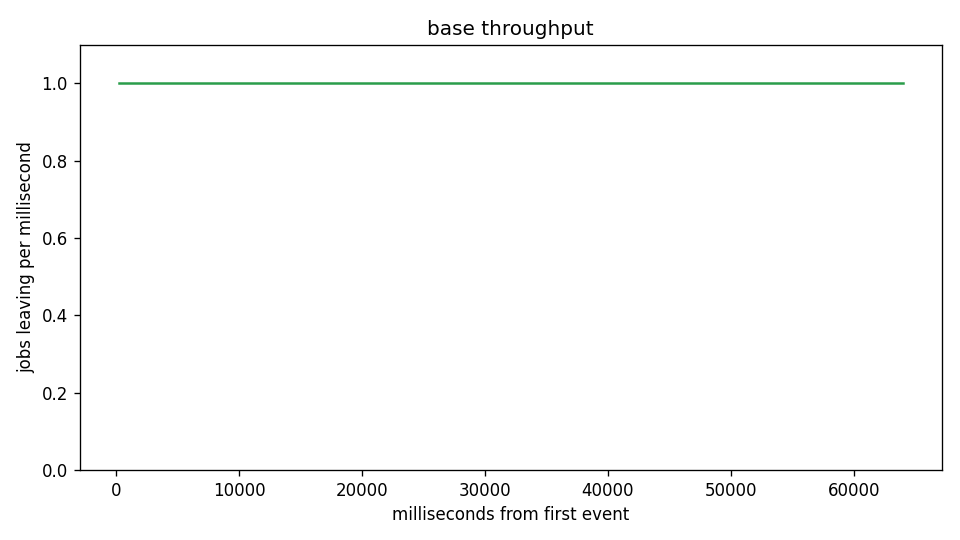 base throughput
jobs leaving per millisecond
1.0
0.8
0.6
0.4
0.2
0.0
0 10000 20000 30000 40000 50000 60000
milliseconds from first event